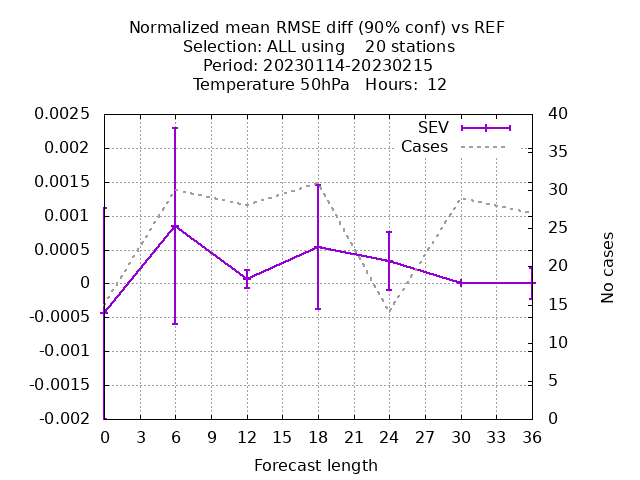 Normalized mean RMSE diff (90% conf) vs REF
Selection: ALL using    20 stations
Period: 20230114-20230215
Temperature 50hPa   Hours:  12
SEV
Cases
0.0025
0.002
0.0015
0.001
0.0005
0
-0.0005
-0.001
-0.0015
-0.002
40
35
30
25
20
15
10
5
0
No cases
0 3 6 9 12 15 18 21 24 27 30 33 36
Forecast length